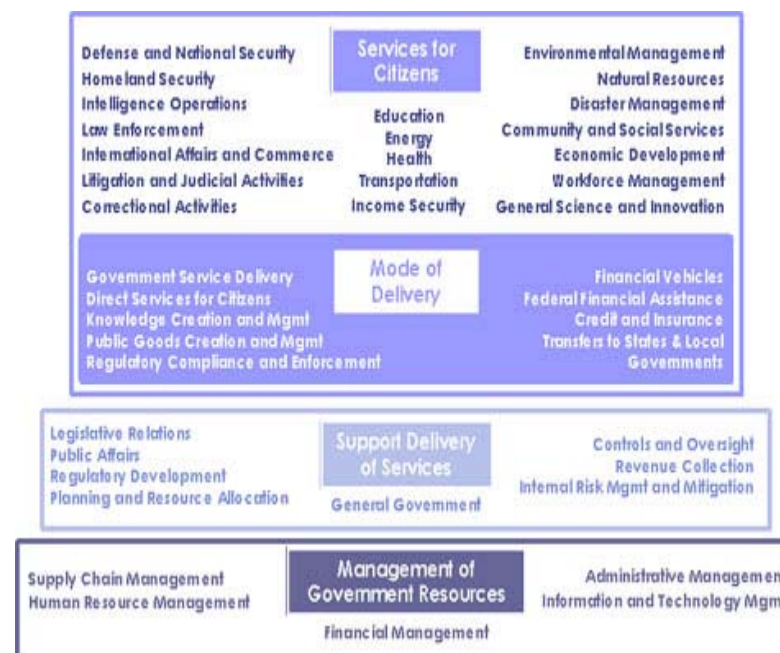 Services for
Citizens
Defense and National Security
Homeland Security
Intelligence Operations
Law Enforcement
International Affairs and Commerce
Litigation and Judicial Activities
Correctional Activities
Education
Energy
Health
Transportation
Income Security
Environmental Management
Natural Resources
Disaster Management
Community and Social Services
Economic Development
Workforce Management
General Science and Innovation
Mode of
Delivery
Government Service Delivery
Direct Services for Citizens
Knowledge Creation and Mgmt
Public Goods Creation and Mgmt
Regulatory Compliance and Enforcement
Financial Vehicles
Federal Financial Assistance
Credit and Insurance
Transfers to States & Local
Governments
Support Delivery
of Services
Legislative Relations
Public Affairs
Regulatory Development
Planning and Resource Allocation
General Government
Controls and Oversight
Revenue Collection
Internal Risk Mgmt and Mitigation
Management of
Government Resources
Supply Chain Management
Human Resource Management
Financial Management
Administrative Managemen
Information and Technology Mgm